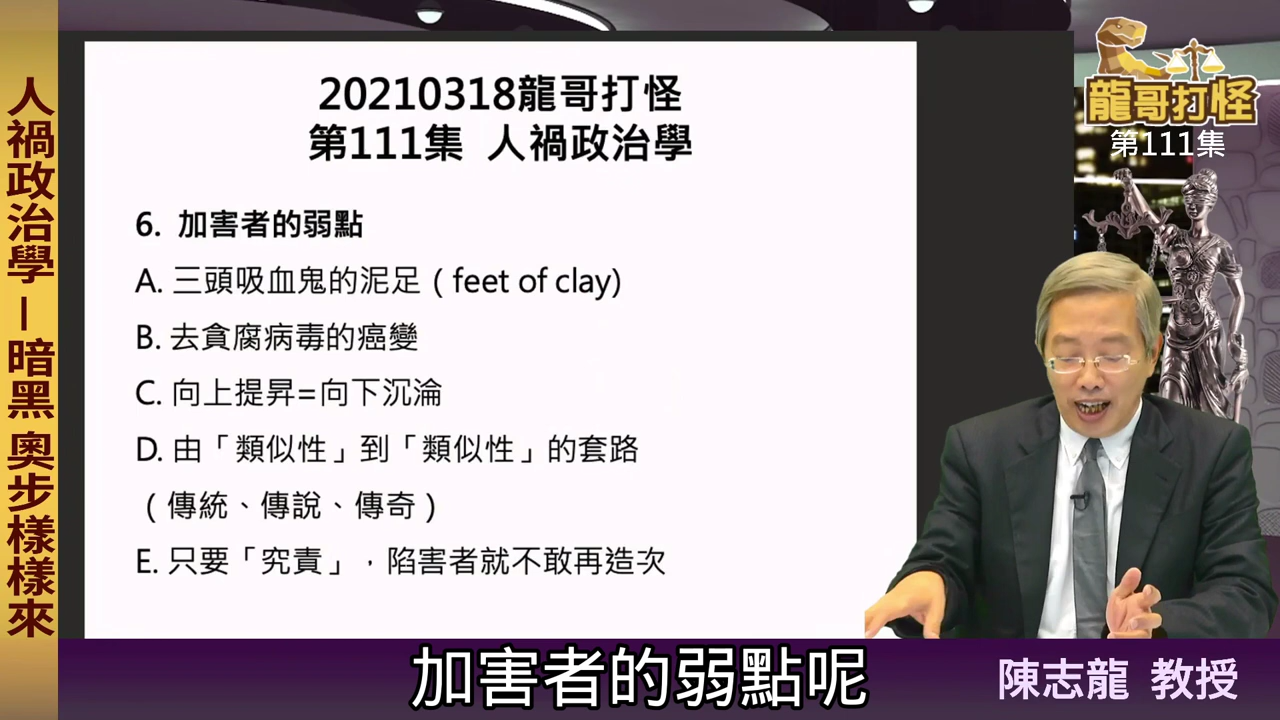 人禍政治學－暗黑 奧步樣樣來
20210318龍哥打怪
第111集 人禍政治學
6. 加害者的弱點
A. 三頭吸血鬼的泥足（feet of clay)
B. 去貪腐病毒的癌變
C. 向上提昇=向下沉淪
D. 由「類似性」到「類似性」的套路
（傳統、傳說、傳奇）
E. 只要「究責」，陷害者就不敢再造次
龍哥打怪
第111集
加害者的弱點呢
陳志龍 教授